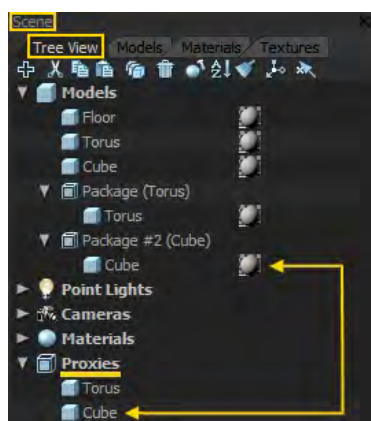 Scene
Tree View Models Materials Textures
Models
Floor
Torus
Cube
Package (Torus)
Torus
Package #2 (Cube)
Cube
Point Lights
Cameras
Materials
Proxies
Torus
Cube